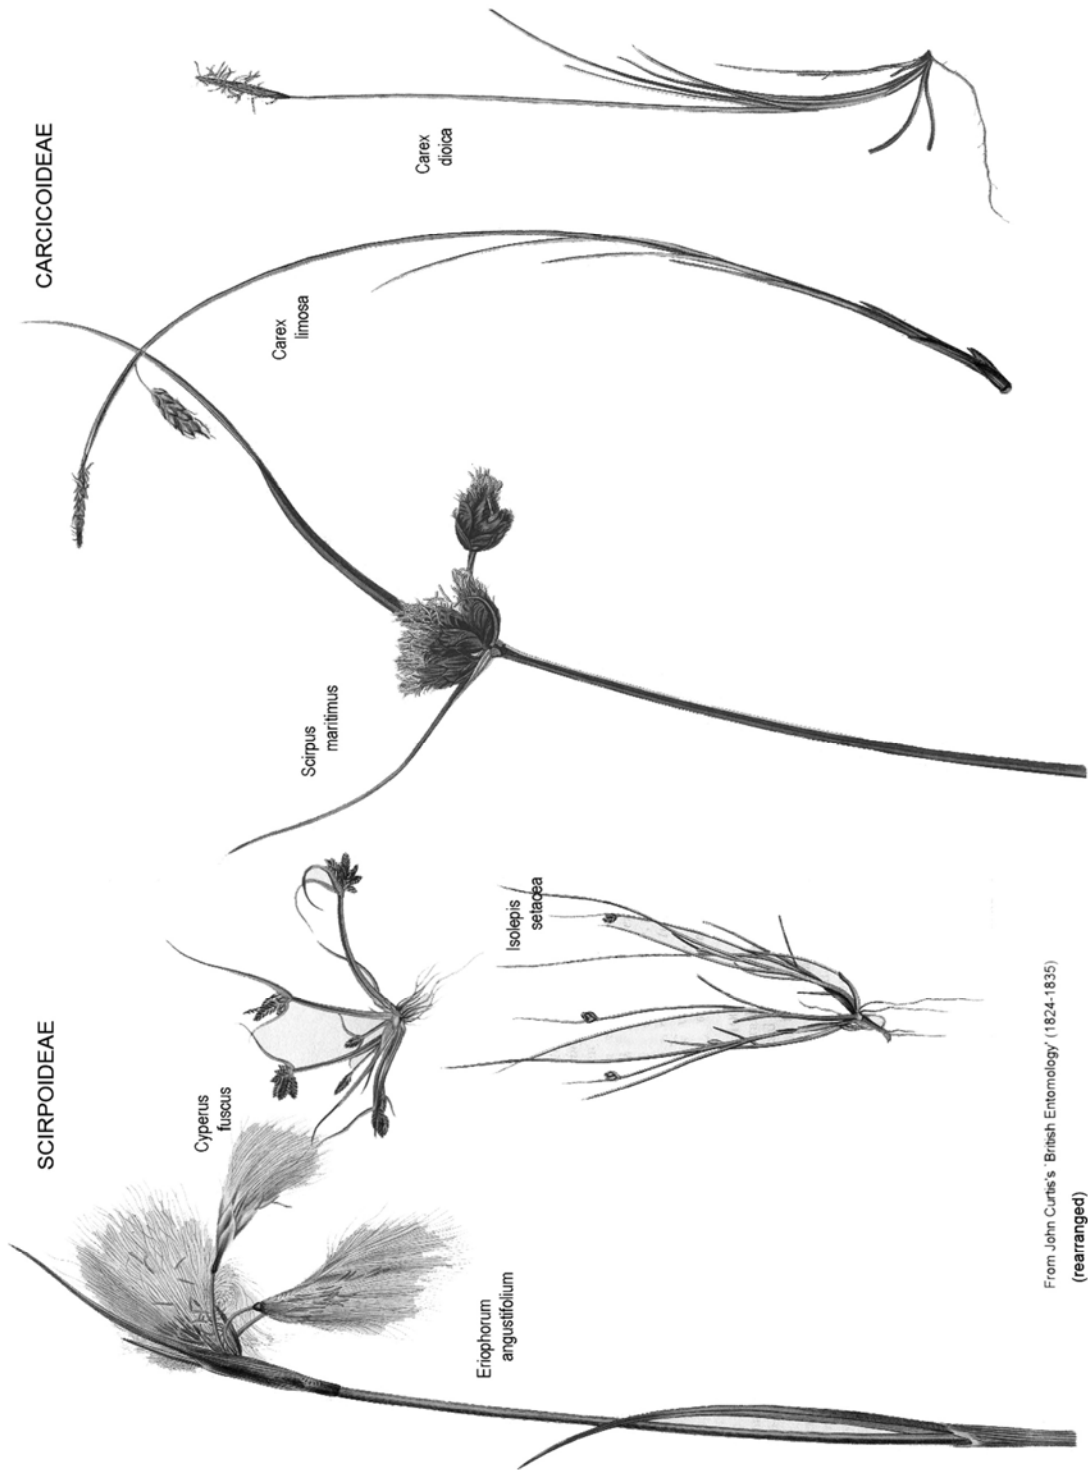 SCIRPOIDEAE
CARCICOIDEAE
Eriophorum
angustifolium
Cyperus
fuscus
Isolepis
setacea
Scirpus
maritimus
Carex
limosa
Carex
dioica
From John Curtis's 'British Entomology' (1824-1835)
(rearranged)